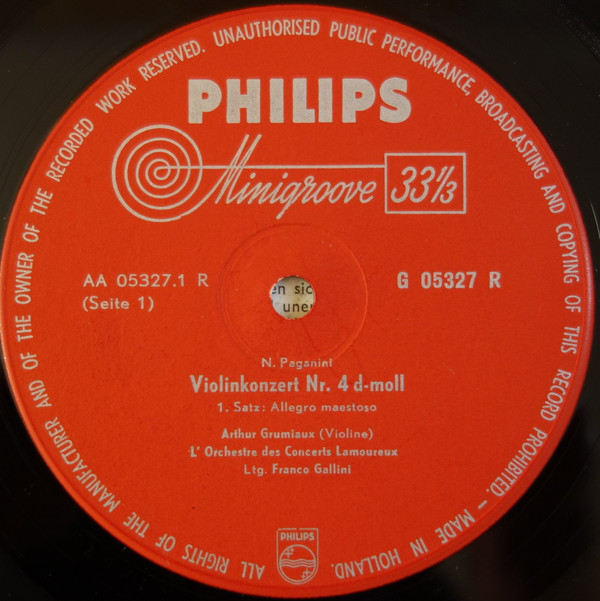 ALL RIGHTS OF THE MANUFACTURER AND OF THE OWNER OF THE RECORDED WORK RESERVED. UNAUTHORISED PUBLIC PERFORMANCE, BROADCASTING AND COPYING OF THIS RECORD PROHIBITED. – MADE IN HOLLAND.
PHILIPS
Minigroove 33⅓
AA 05327.1 R
(Seite 1)
G 05327 R
en sic
une
N. Paganini
Violinkonzert Nr. 4 d-moll
1. Satz: Allegro maestoso
Arthur Grumiaux (Violine)
L' Orchestre des Concerts Lamoureux
Ltg. Franco Gallini
PHILIPS